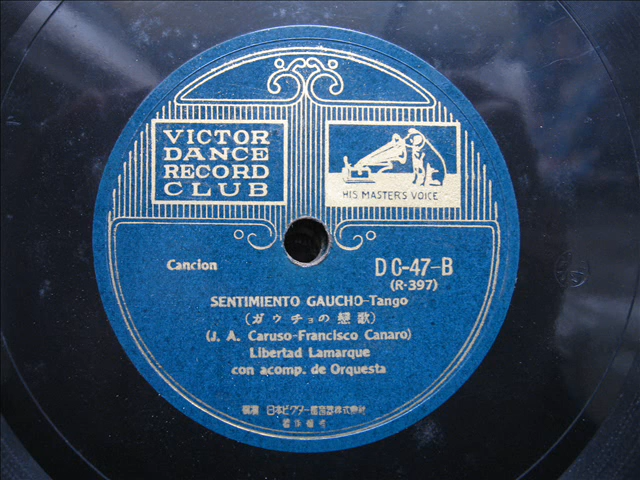 VICTOR
DANCE
RECORD
CLUB
HIS MASTER'S VOICE
Cancion
DC-47-B
(R-397)
SENTIMIENTO GAUCHO-Tango
(ガウチョの戀歌)
(J. A. Caruso-Francisco Canaro)
Libertad Lamarque
con acomp. de Orquesta
日本ビクター蓄音器株式會社